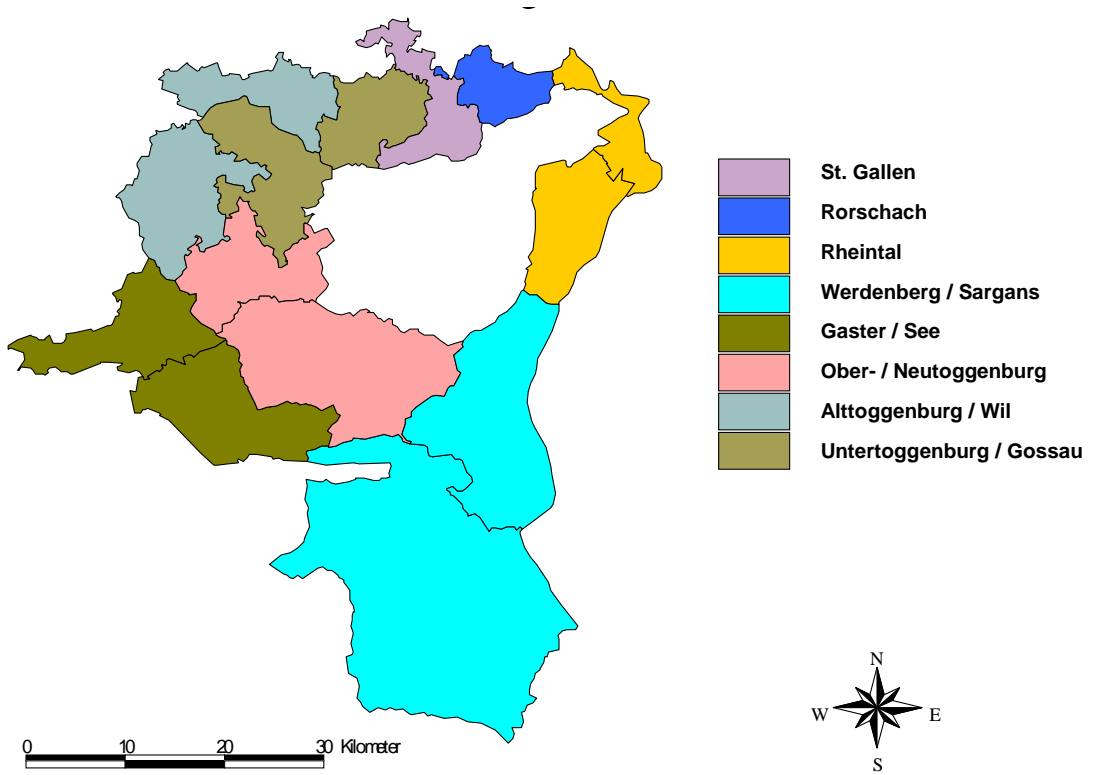 St. Gallen
Rorschach
Rheintal
Werdenberg / Sargans
Gaster / See
Ober- / Neutoggenburg
Alttoggenburg / Wil
Untertoggenburg / Gossau
N
W E
S
0 10 20 30 Kilometer